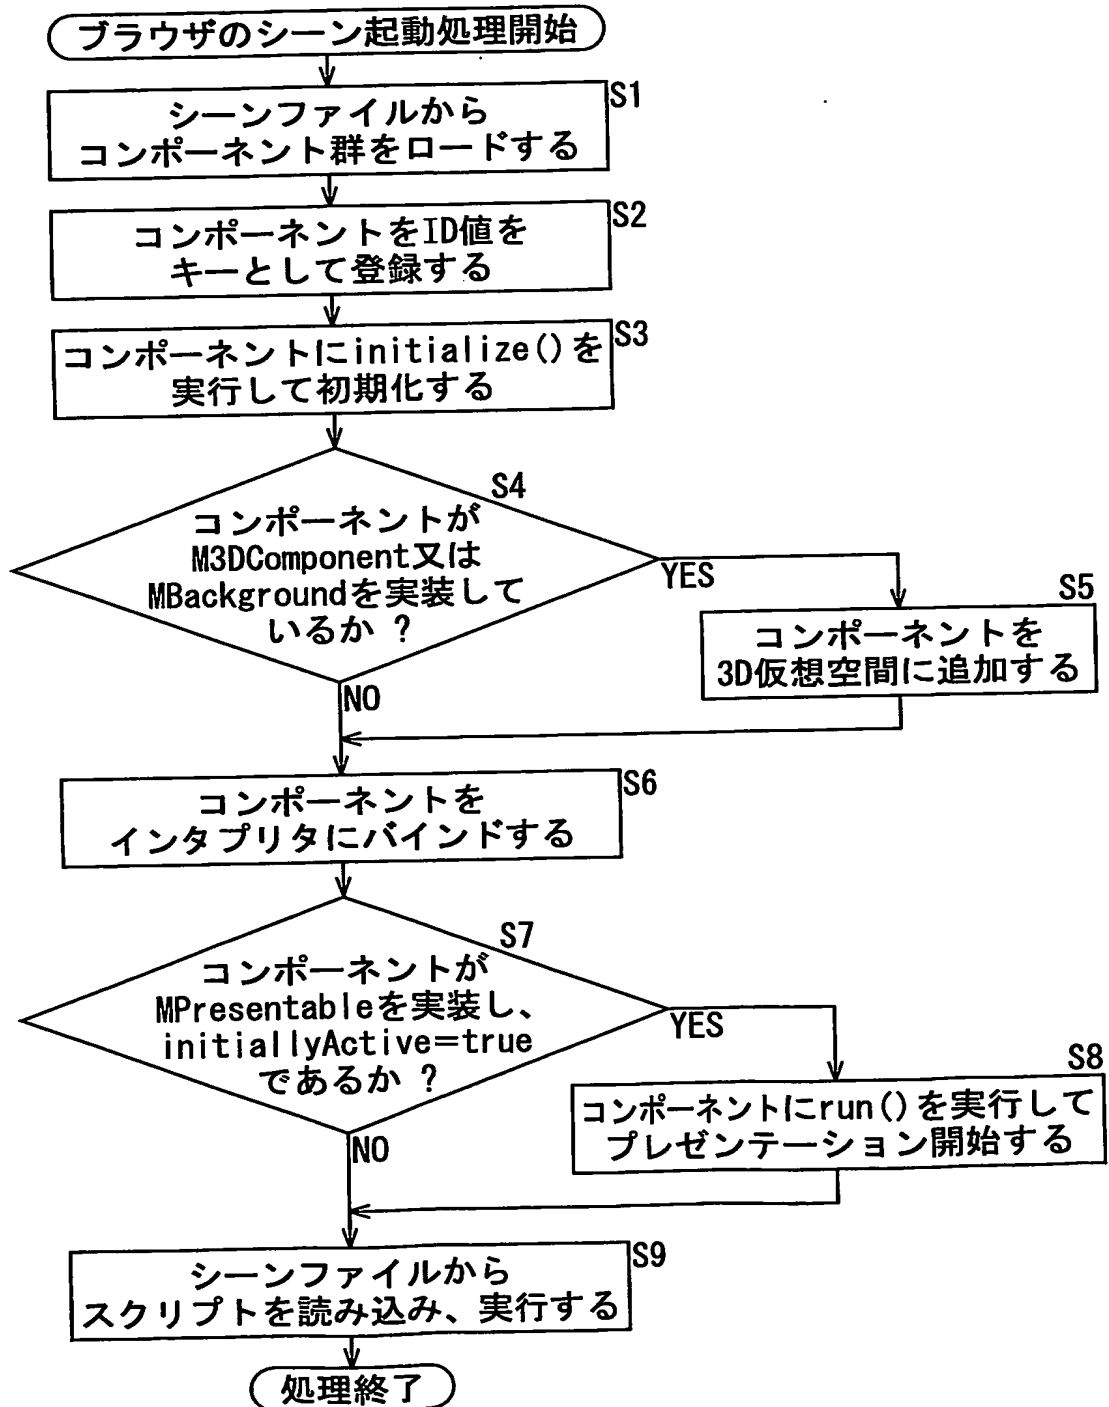 ブラウザのシーン起動処理開始
S1
シーンファイルから
コンポーネント群をロードする
S2
コンポーネントをID値を
キーとして登録する
S3
コンポーネントにinitialize()を
実行して初期化する
S4
コンポーネントが
M3DComponent又は
MBackgroundを実装して
いるか ?
YES
S5
コンポーネントを
3D仮想空間に追加する
NO
S6
コンポーネントを
インタプリタにバインドする
S7
コンポーネントが
MPresentableを実装し、
initiallyActive=true
であるか ?
YES
S8
コンポーネントにrun()を実行して
プレゼンテーション開始する
NO
S9
シーンファイルから
スクリプトを読み込み、実行する
処理終了